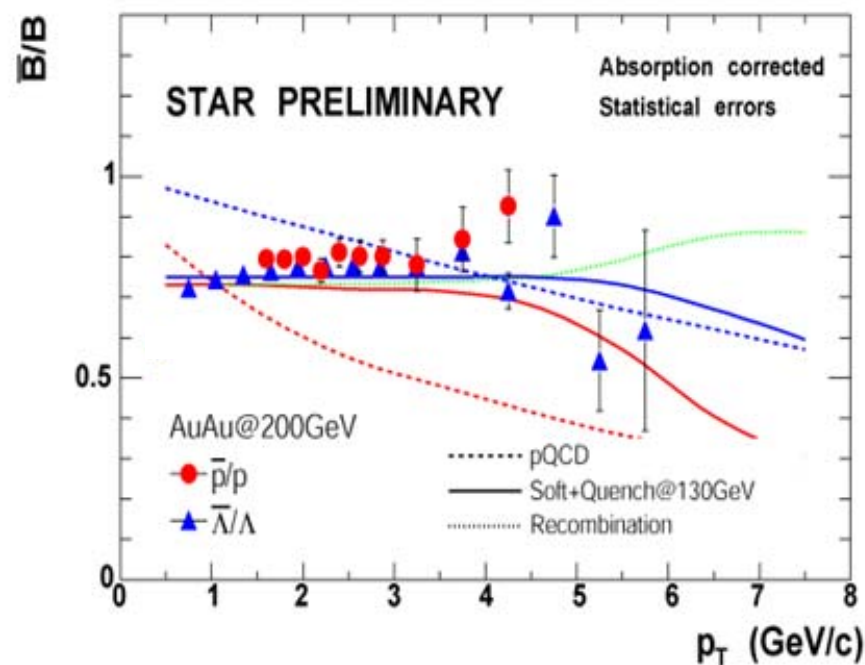 B̅/B
STAR PRELIMINARY
Absorption corrected
Statistical errors
1
0.5
0
AuAu@200GeV
p̅/p
Λ̅/Λ
pQCD
Soft+Quench@130GeV
Recombination
0 1 2 3 4 5 6 7 8
p_T (GeV/c)